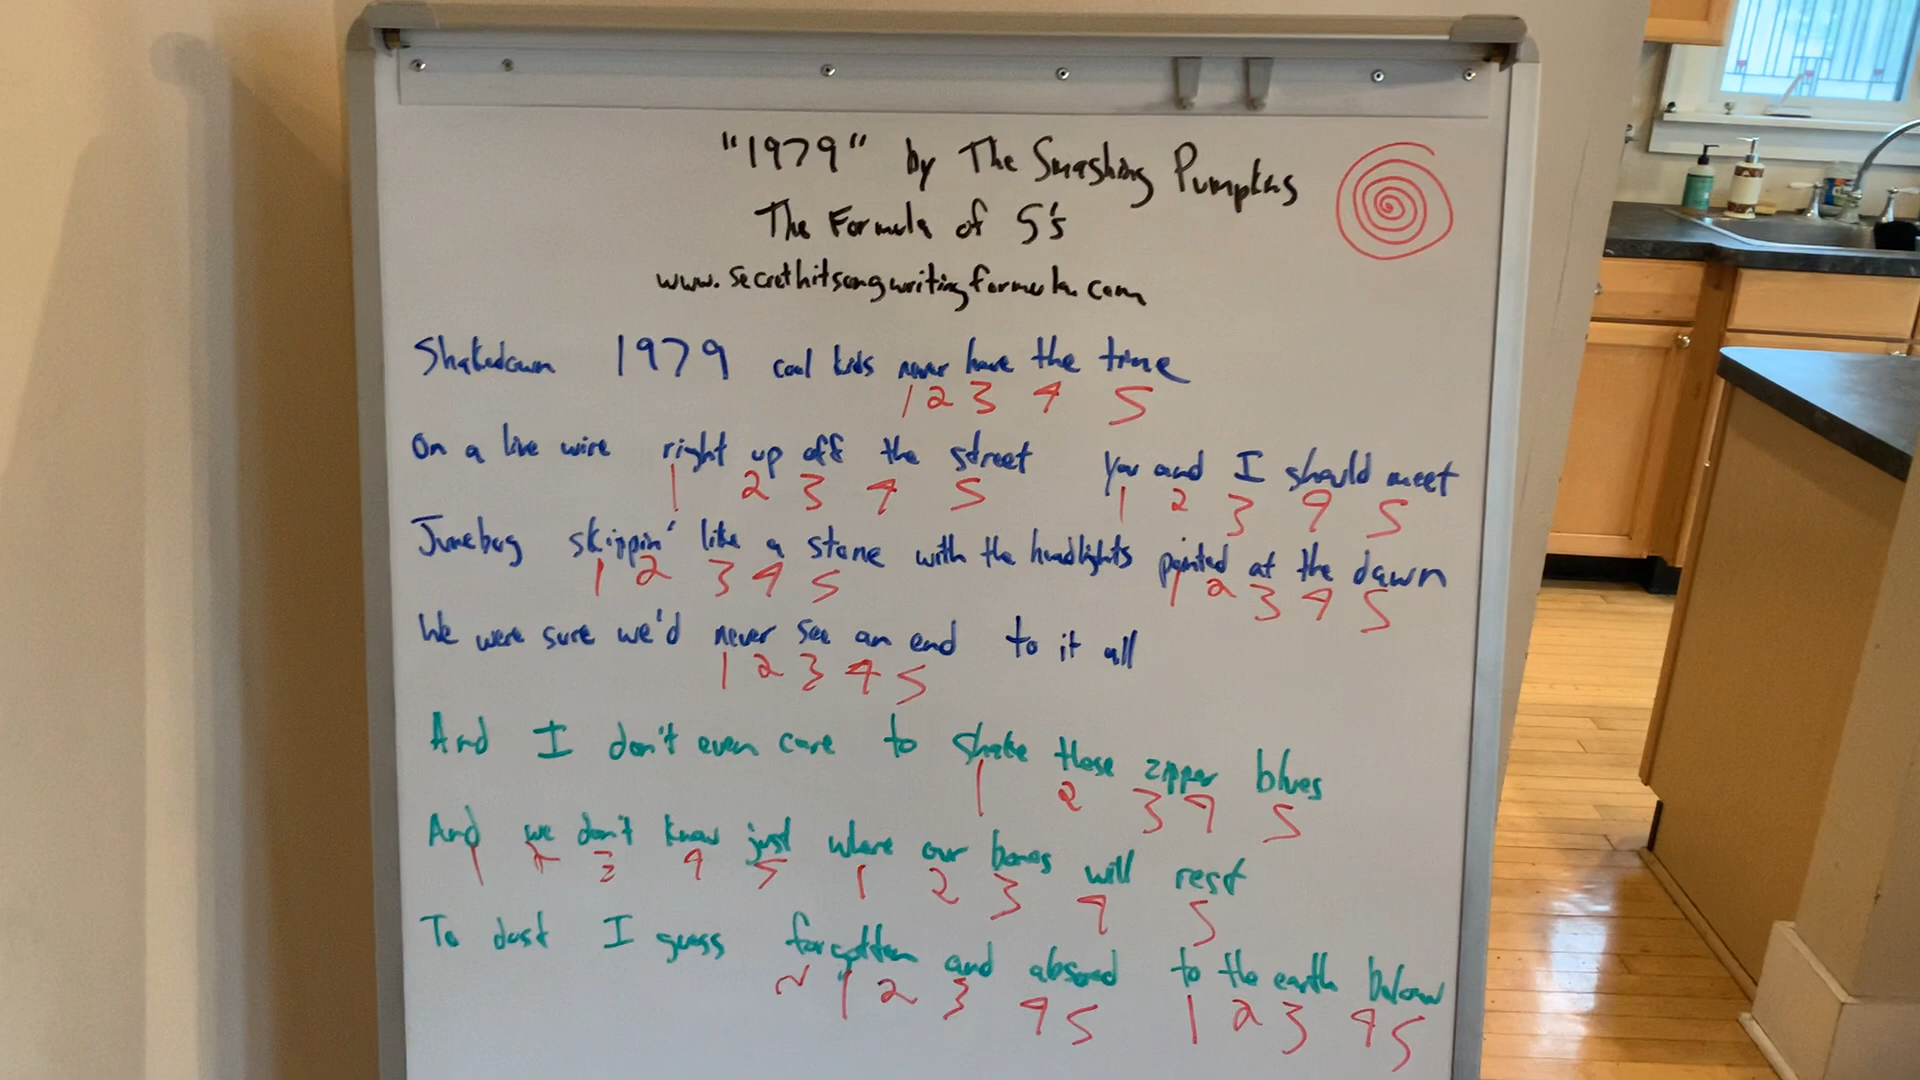 "1979" by The Smashing Pumpkins
The Formula of 5's
www.secrethitsongwritingformula.com
Shakedown 1979 cool kids never have the time
1 2 3 4 5
On a live wire right up off the street you and I should meet
1 2 3 4 5 1 2 3 4 5
Junebug skippin' like a stone with the headlights pointed at the dawn
1 2 3 4 5 1 2 3 4 5
We were sure we'd never see an end to it all
1 2 3 4 5
And I don't even care to shake these zipper blues
1 2 3 4 5
And we don't know just where our bones will rest
1 2 3 4 5 1 2 3 4 5
To dust I guess forgotten and absorbed to the earth below
~ 1 2 3 4 5 1 2 3 4 5